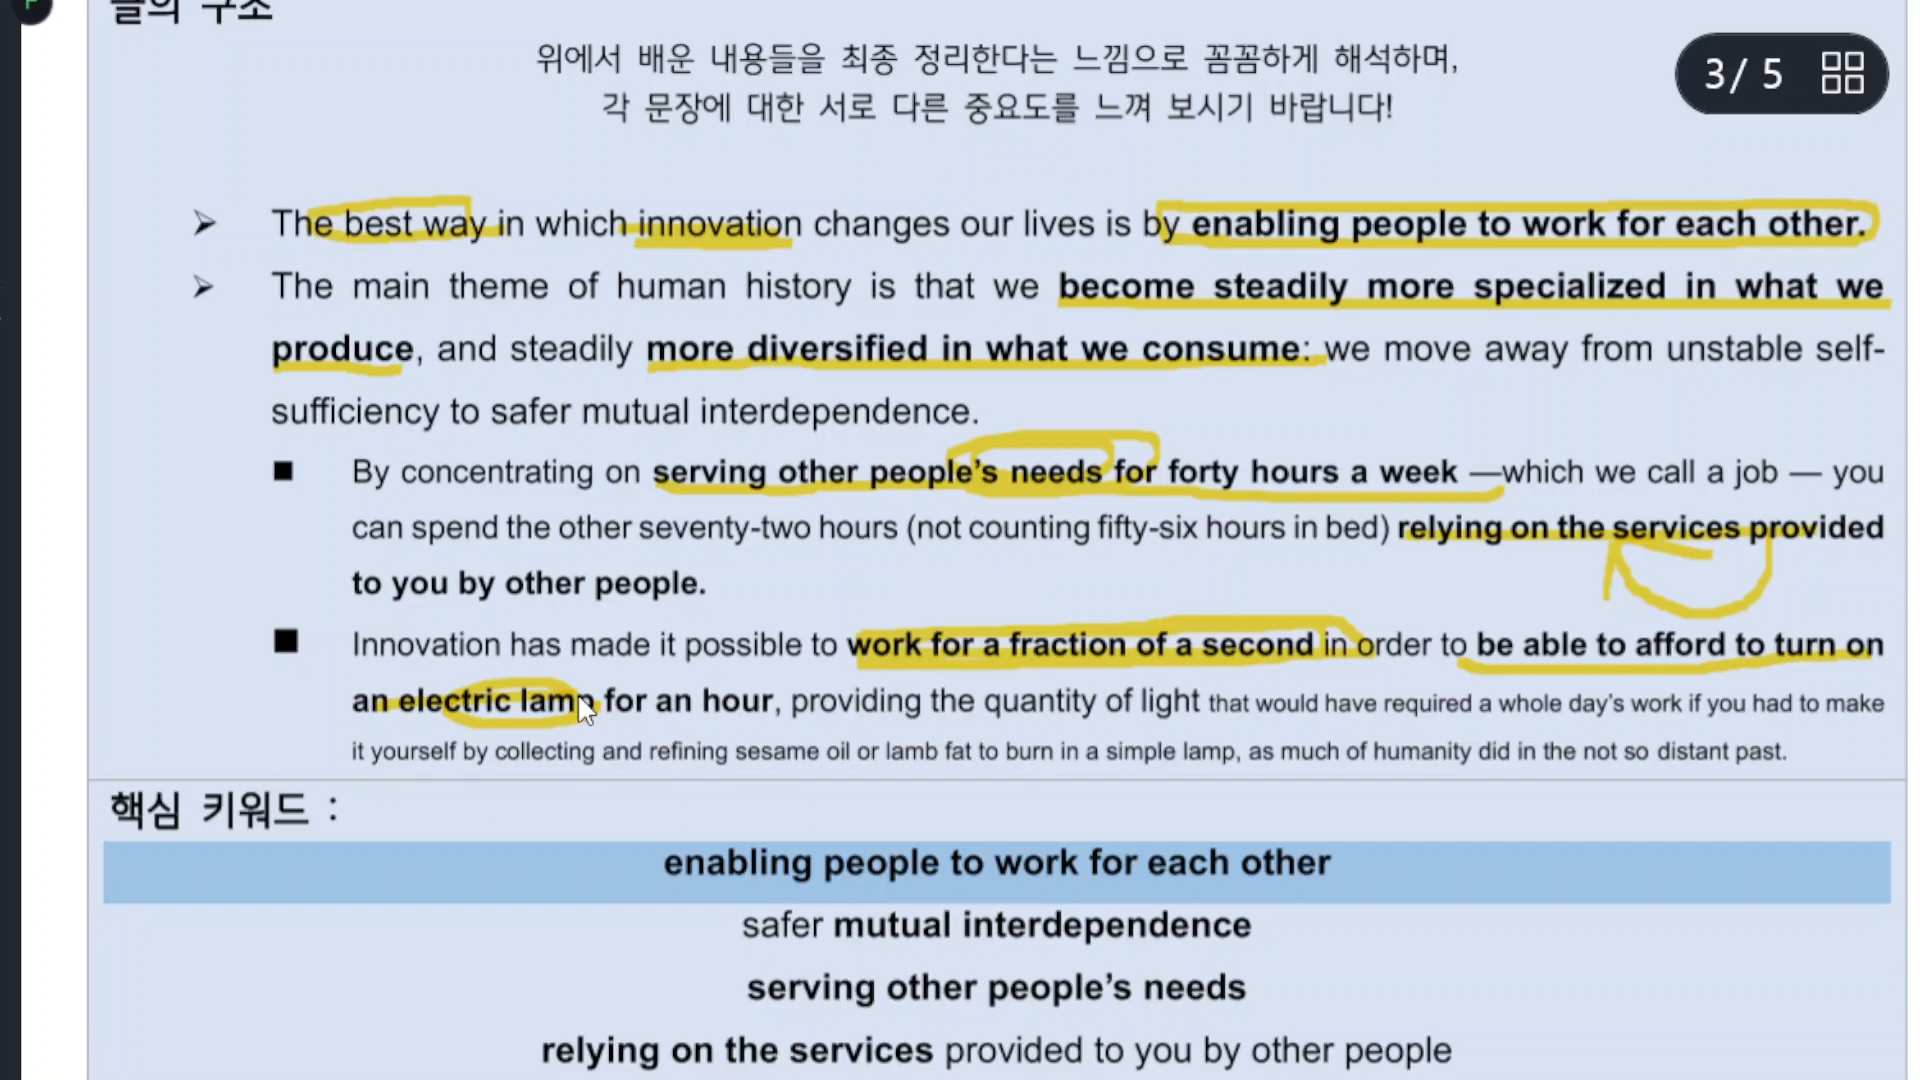 글의 구조
위에서 배운 내용들을 최종 정리한다는 느낌으로 꼼꼼하게 해석하며,
3/ 5
각 문장에 대한 서로 다른 중요도를 느껴 보시기 바랍니다!
➢ The best way in which innovation changes our lives is by enabling people to work for each other.
➢ The main theme of human history is that we become steadily more specialized in what we
produce, and steadily more diversified in what we consume: we move away from unstable self-
sufficiency to safer mutual interdependence.
■ By concentrating on serving other people’s needs for forty hours a week —which we call a job — you
can spend the other seventy-two hours (not counting fifty-six hours in bed) relying on the services provided
to you by other people.
■ Innovation has made it possible to work for a fraction of a second in order to be able to afford to turn on
an electric lamp for an hour, providing the quantity of light that would have required a whole day’s work if you had to make
it yourself by collecting and refining sesame oil or lamb fat to burn in a simple lamp, as much of humanity did in the not so distant past.
핵심 키워드 :
enabling people to work for each other
safer mutual interdependence
serving other people’s needs
relying on the services provided to you by other people